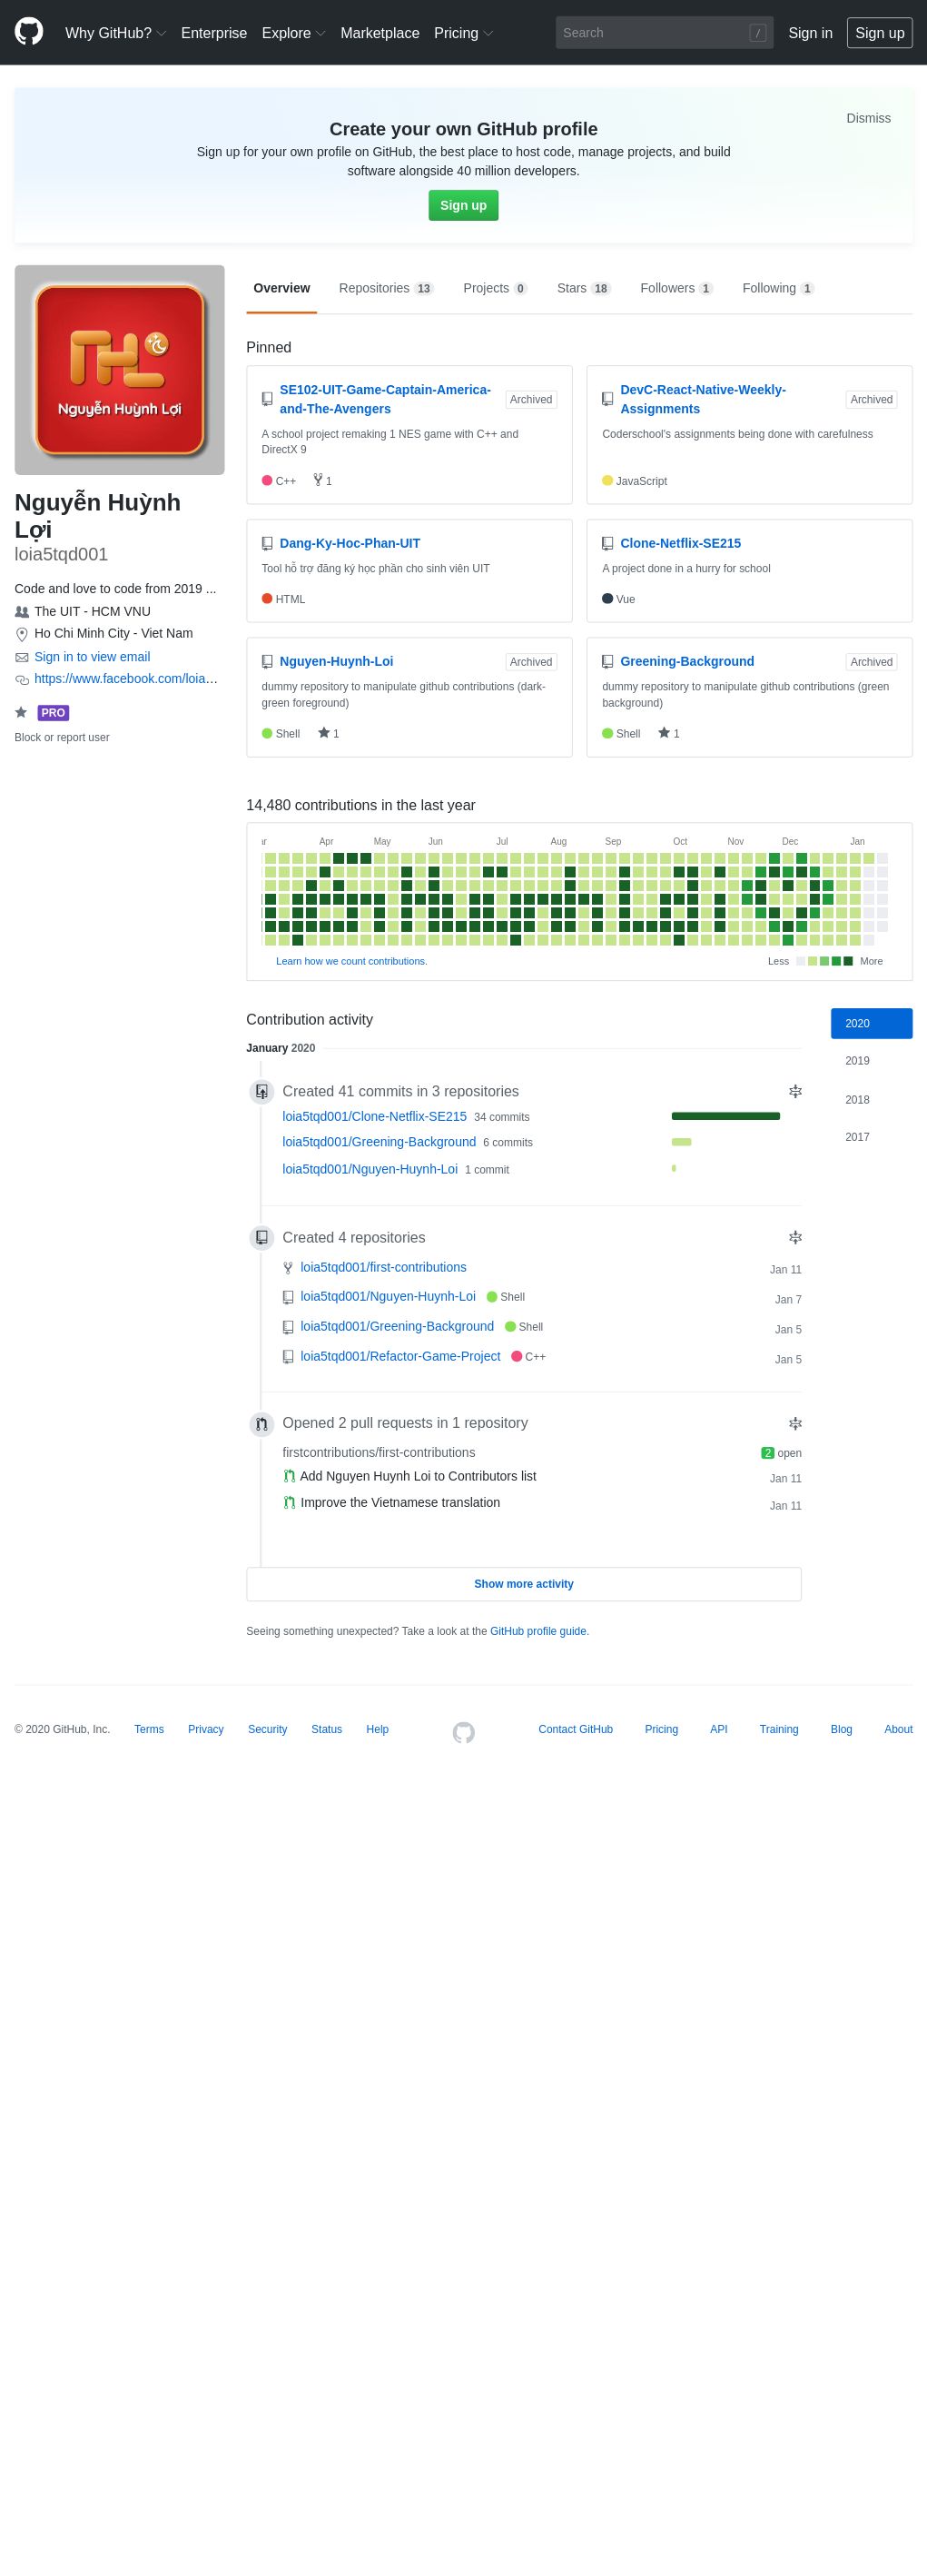 Why GitHub? Enterprise Explore Marketplace Pricing Search / Sign in Sign up
Dismiss
Create your own GitHub profile
Sign up for your own profile on GitHub, the best place to host code, manage projects, and build
software alongside 40 million developers.
Sign up
Nguyễn Huỳnh Lợi
Nguyễn Huỳnh
Lợi
loia5tqd001
Code and love to code from 2019 ...
The UIT - HCM VNU
Ho Chi Minh City - Viet Nam
Sign in to view email
https://www.facebook.com/loia…
PRO
Block or report user
Overview Repositories 13 Projects 0 Stars 18 Followers 1 Following 1
Pinned
SE102-UIT-Game-Captain-America-
and-The-Avengers
Archived
A school project remaking 1 NES game with C++ and
DirectX 9
C++ 1
DevC-React-Native-Weekly-
Assignments
Archived
Coderschool's assignments being done with carefulness
JavaScript
Dang-Ky-Hoc-Phan-UIT
Tool hỗ trợ đăng ký học phần cho sinh viên UIT
HTML
Clone-Netflix-SE215
A project done in a hurry for school
Vue
Nguyen-Huynh-Loi Archived
dummy repository to manipulate github contributions (dark-
green foreground)
Shell 1
Greening-Background Archived
dummy repository to manipulate github contributions (green
background)
Shell 1
14,480 contributions in the last year
ar Apr May Jun Jul Aug Sep Oct Nov Dec Jan
Learn how we count contributions. Less More
Contribution activity
2020
2019
2018
2017
January 2020
Created 41 commits in 3 repositories
loia5tqd001/Clone-Netflix-SE215 34 commits
loia5tqd001/Greening-Background 6 commits
loia5tqd001/Nguyen-Huynh-Loi 1 commit
Created 4 repositories
loia5tqd001/first-contributions Jan 11
loia5tqd001/Nguyen-Huynh-Loi Shell Jan 7
loia5tqd001/Greening-Background Shell Jan 5
loia5tqd001/Refactor-Game-Project C++ Jan 5
Opened 2 pull requests in 1 repository
firstcontributions/first-contributions 2 open
Add Nguyen Huynh Loi to Contributors list Jan 11
Improve the Vietnamese translation Jan 11
Show more activity
Seeing something unexpected? Take a look at the GitHub profile guide.
© 2020 GitHub, Inc. Terms Privacy Security Status Help Contact GitHub Pricing API Training Blog About